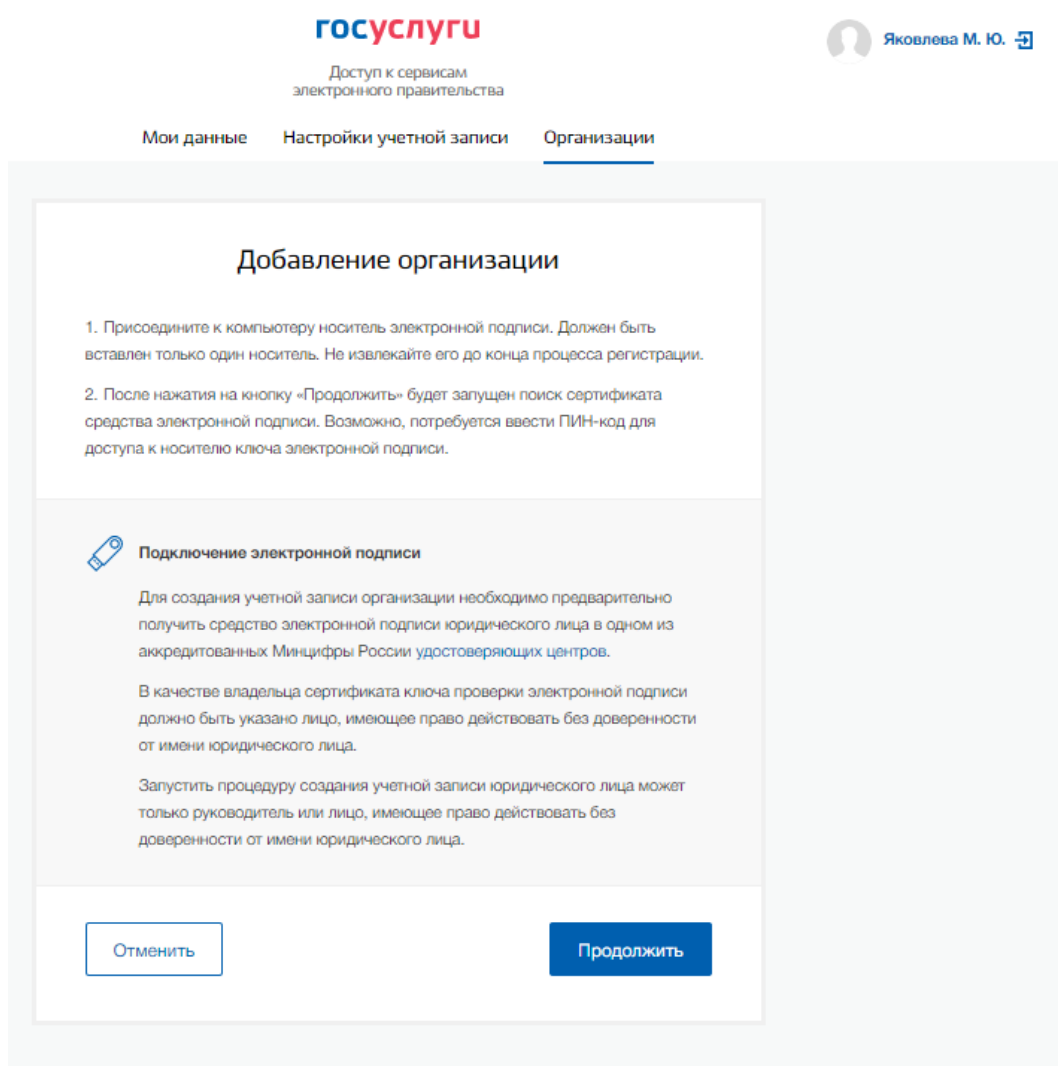 госуслуги
Яковлева М. Ю.
Доступ к сервисам
электронного правительства
Мои данные Настройки учетной записи Организации
Добавление организации
1. Присоедините к компьютеру носитель электронной подписи. Должен быть
вставлен только один носитель. Не извлекайте его до конца процесса регистрации.
2. После нажатия на кнопку «Продолжить» будет запущен поиск сертификата
средства электронной подписи. Возможно, потребуется ввести ПИН-код для
доступа к носителю ключа электронной подписи.
Подключение электронной подписи
Для создания учетной записи организации необходимо предварительно
получить средство электронной подписи юридического лица в одном из
аккредитованных Минцифры России удостоверяющих центров.
В качестве владельца сертификата ключа проверки электронной подписи
должно быть указано лицо, имеющее право действовать без доверенности
от имени юридического лица.
Запустить процедуру создания учетной записи юридического лица может
только руководитель или лицо, имеющее право действовать без
доверенности от имени юридического лица.
Отменить Продолжить